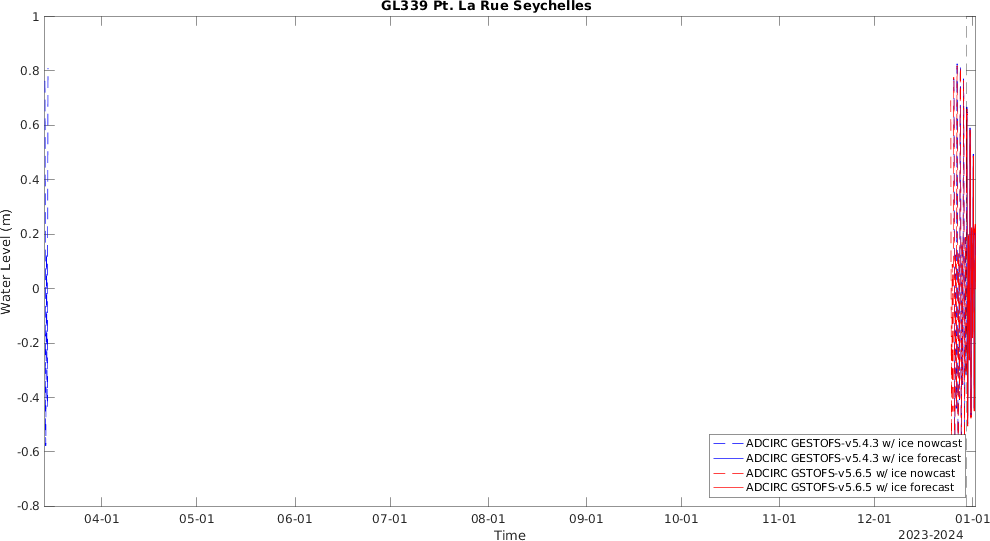 GL339 Pt. La Rue Seychelles
1
0.8
0.6
0.4
0.2
0
-0.2
-0.4
-0.6
-0.8
Water Level (m)
ADCIRC GESTOFS-v5.4.3 w/ ice nowcast
ADCIRC GESTOFS-v5.4.3 w/ ice forecast
ADCIRC GSTOFS-v5.6.5 w/ ice nowcast
ADCIRC GSTOFS-v5.6.5 w/ ice forecast
04-01 05-01 06-01 07-01 08-01 09-01 10-01 11-01 12-01 01-01
Time
2023-2024